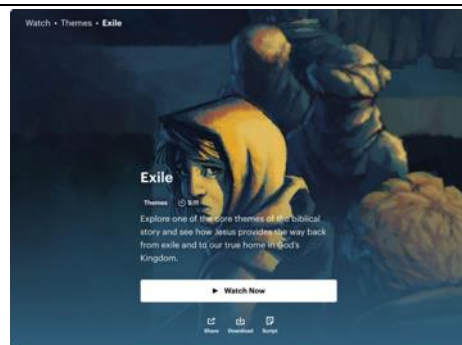 Watch • Themes • Exile
Exile
Themes 5:11
Explore one of the core themes of the biblical
story and see how Jesus provides the way back
from exile and to our true home in God's
Kingdom.
Watch Now
Share Download Script